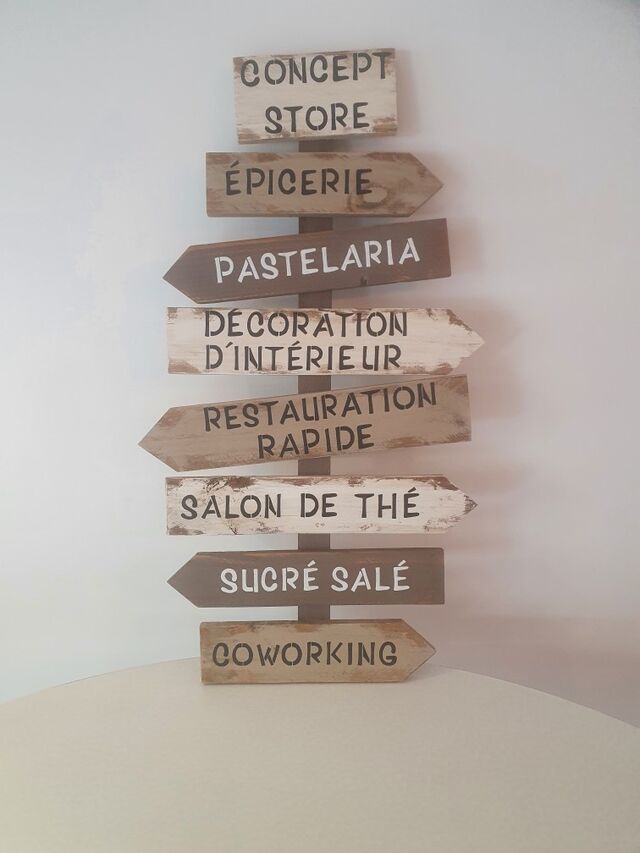 CONCEPT
STORE
ÉPICERIE
PASTELARIA
DÉCORATION
D'INTÉRIEUR
RESTAURATION
RAPIDE
SALON DE THÉ
SUCRÉ SALÉ
COWORKING